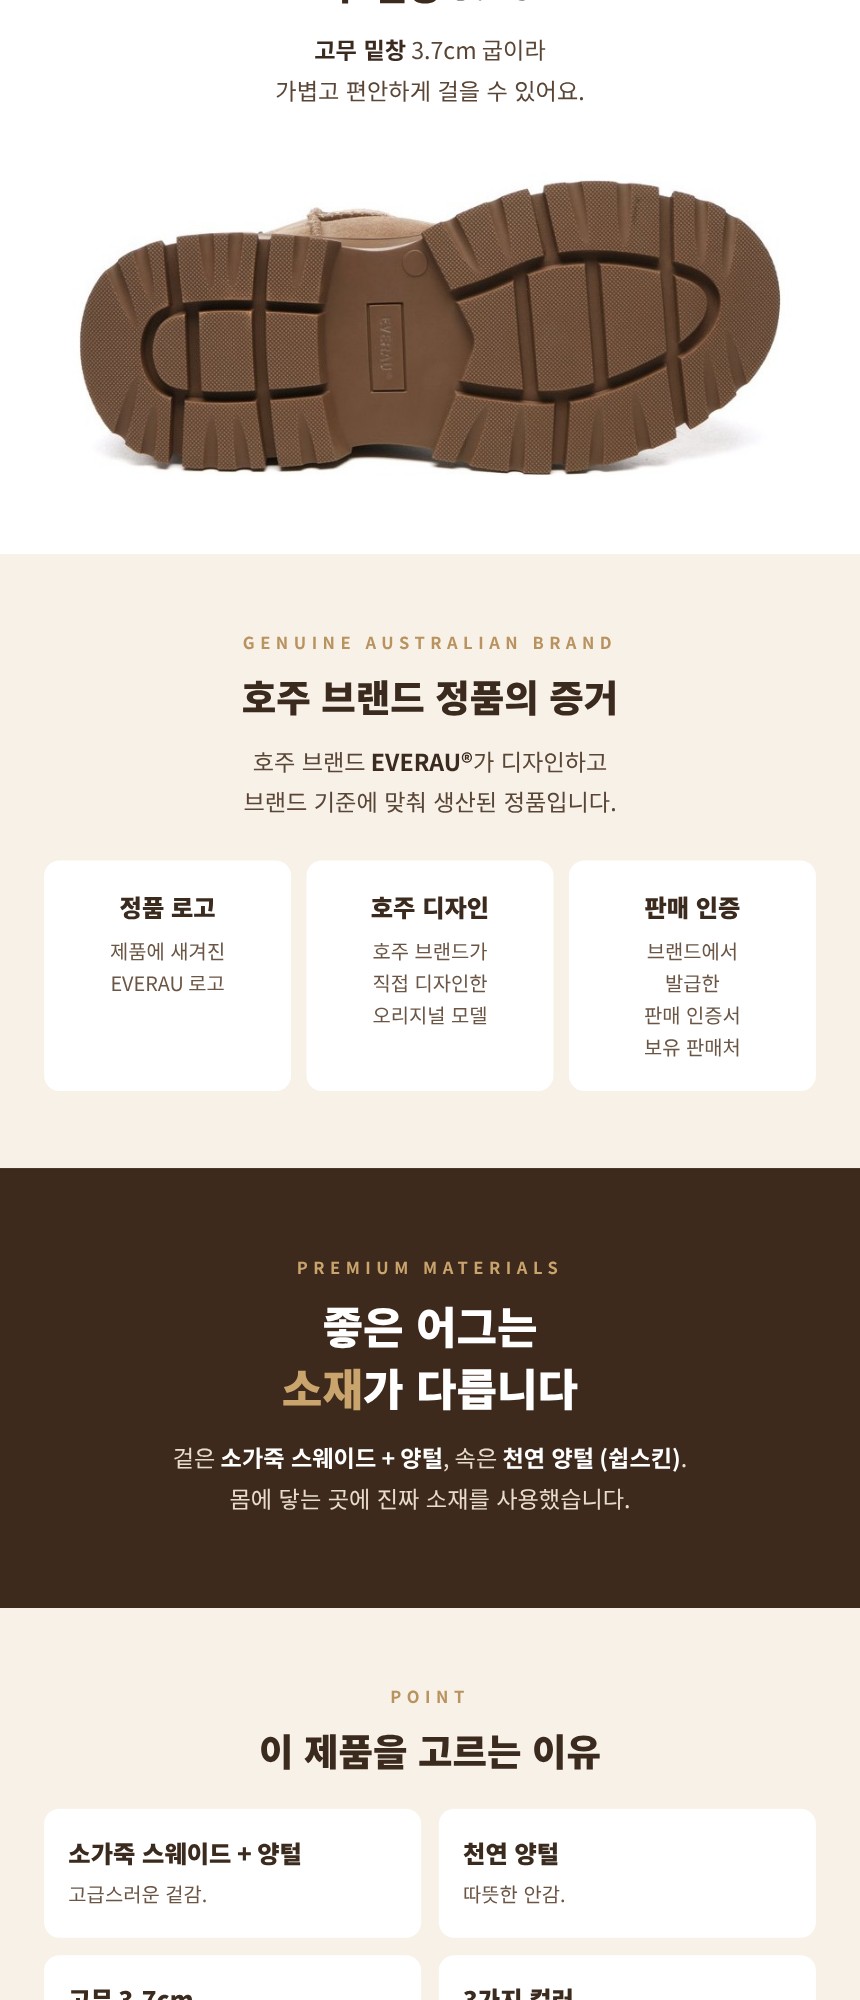 고무 밑창 3.7cm 굽이라
가볍고 편안하게 걸을 수 있어요.
EVERAU®
GENUINE AUSTRALIAN BRAND
호주 브랜드 정품의 증거
호주 브랜드 EVERAU®가 디자인하고
브랜드 기준에 맞춰 생산된 정품입니다.
정품 로고
제품에 새겨진
EVERAU 로고
호주 디자인
호주 브랜드가
직접 디자인한
오리지널 모델
판매 인증
브랜드에서
발급한
판매 인증서
보유 판매처
PREMIUM MATERIALS
좋은 어그는
소재가 다릅니다
겉은 소가죽 스웨이드 + 양털, 속은 천연 양털 (쉽스킨).
몸에 닿는 곳에 진짜 소재를 사용했습니다.
POINT
이 제품을 고르는 이유
소가죽 스웨이드 + 양털
고급스러운 겉감.
천연 양털
따뜻한 안감.
고무 3.7cm
3가지 컬러